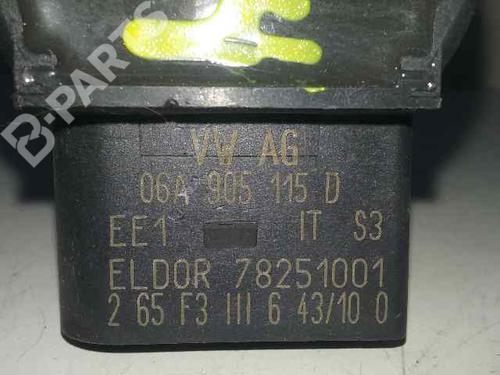 B-PARTS
VW AG
06A 905 115 D
EE1 IT S3
ELDOR 78251001
2 65 F3 III 6 43/10 0